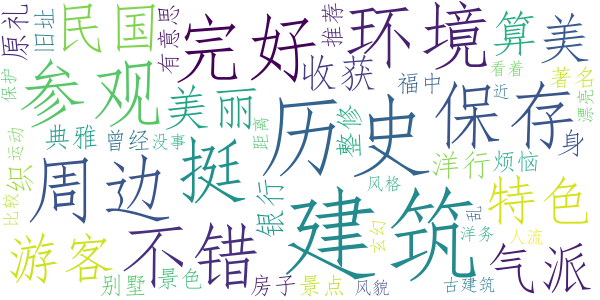 原礼
旧址
民国
有意思
完好
推荐
环境
算
美
保护
参观
美丽
收获
福中
看着
近
著名
漂亮
典雅
曾经
没事
距离
历史
整修
保存
身
运动
织
比较
周边
挺
银行
风格
洋行
烦恼
特色
乱
玄幻
洋务
人流
游客
不错
建筑
气派
别墅
景色
房子
景点
风貌
古建筑